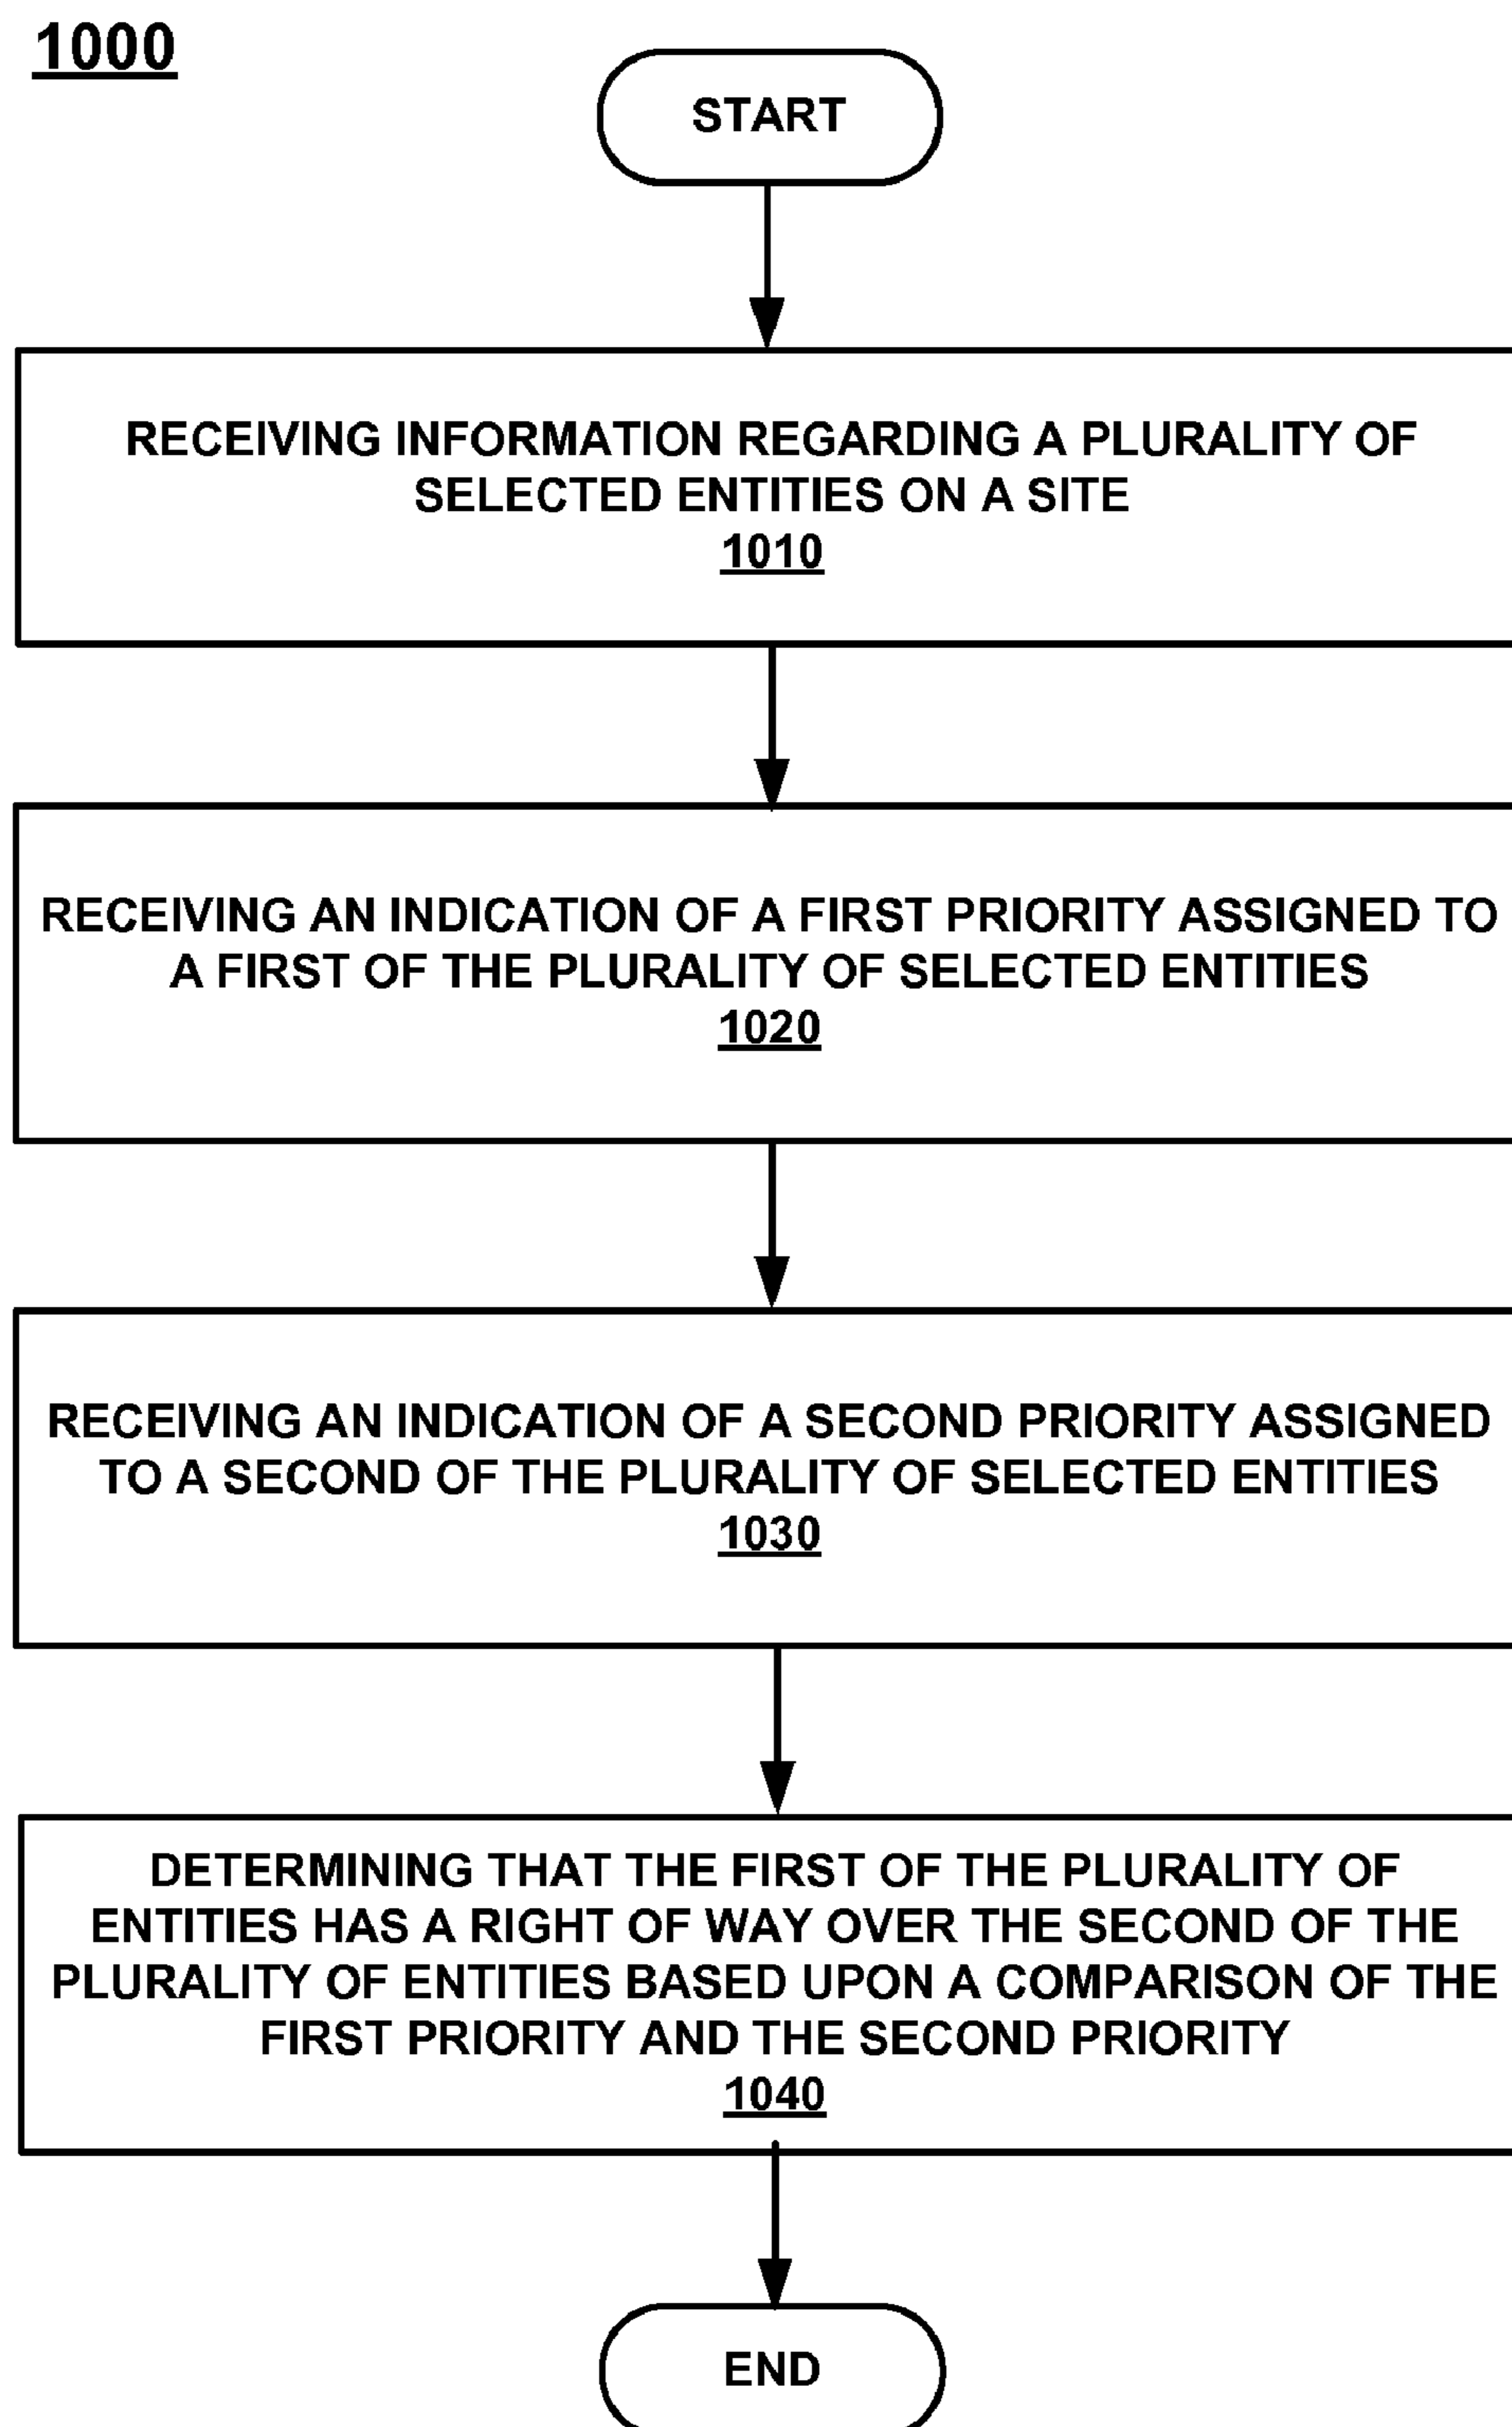 1000
START
RECEIVING INFORMATION REGARDING A PLURALITY OF
SELECTED ENTITIES ON A SITE
1010
RECEIVING AN INDICATION OF A FIRST PRIORITY ASSIGNED TO
A FIRST OF THE PLURALITY OF SELECTED ENTITIES
1020
RECEIVING AN INDICATION OF A SECOND PRIORITY ASSIGNED
TO A SECOND OF THE PLURALITY OF SELECTED ENTITIES
1030
DETERMINING THAT THE FIRST OF THE PLURALITY OF
ENTITIES HAS A RIGHT OF WAY OVER THE SECOND OF THE
PLURALITY OF ENTITIES BASED UPON A COMPARISON OF THE
FIRST PRIORITY AND THE SECOND PRIORITY
1040
END